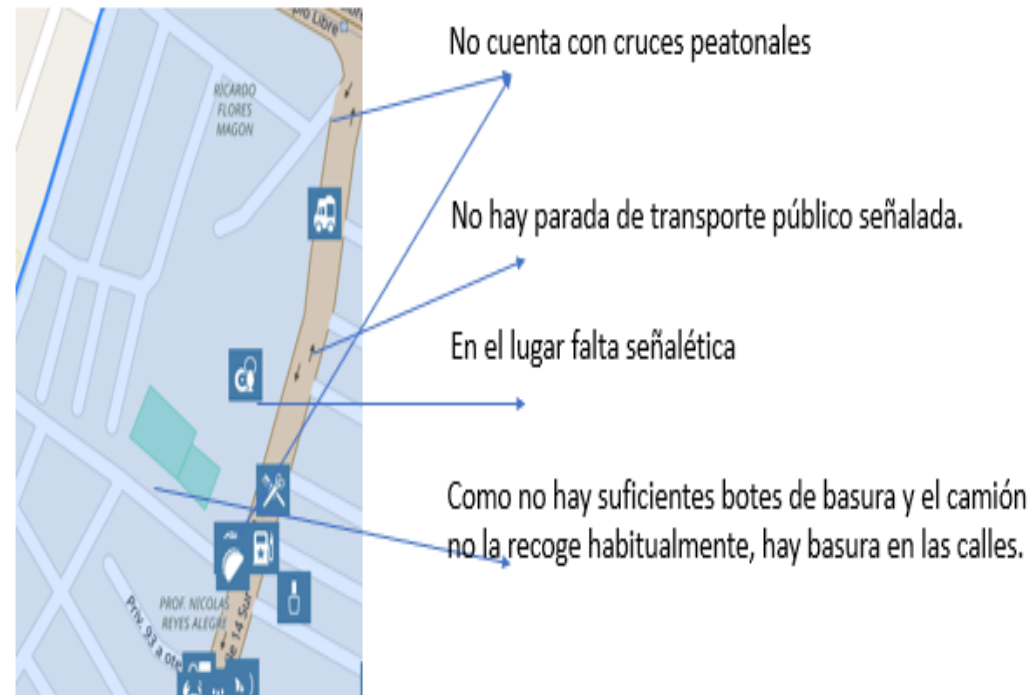 Libre
No cuenta con cruces peatonales
RICARDO
FLORES
MAGON
No hay parada de transporte público señalada.
En el lugar falta señalética
Como no hay suficientes botes de basura y el camión
no la recoge habitualmente, hay basura en las calles.
PROF. NICOLAS
REYES ALEGRE
Priv. 93 a ote
14 Sur